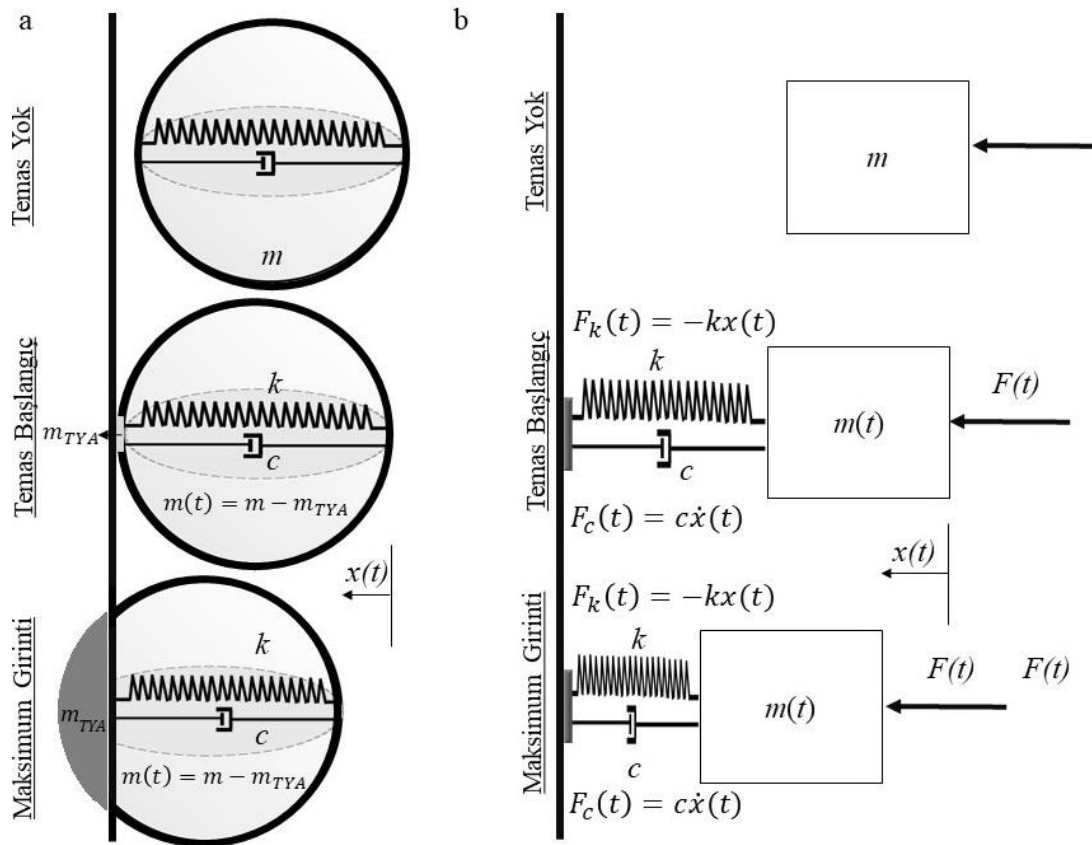 a
Temas Yok
m
Temas Başlangıç
k
m_TYA
c
m(t) = m − m_TYA
x(t)
Maksimum Girinti
k
m_TYA
c
m(t) = m − m_TYA
b
Temas Yok
m
Temas Başlangıç
F_k(t) = −kx(t)
k
F(t)
m(t)
c
F_c(t) = cẋ(t)
x(t)
Maksimum Girinti
F_k(t) = −kx(t)
k
F(t) F(t)
m(t)
c
F_c(t) = cẋ(t)